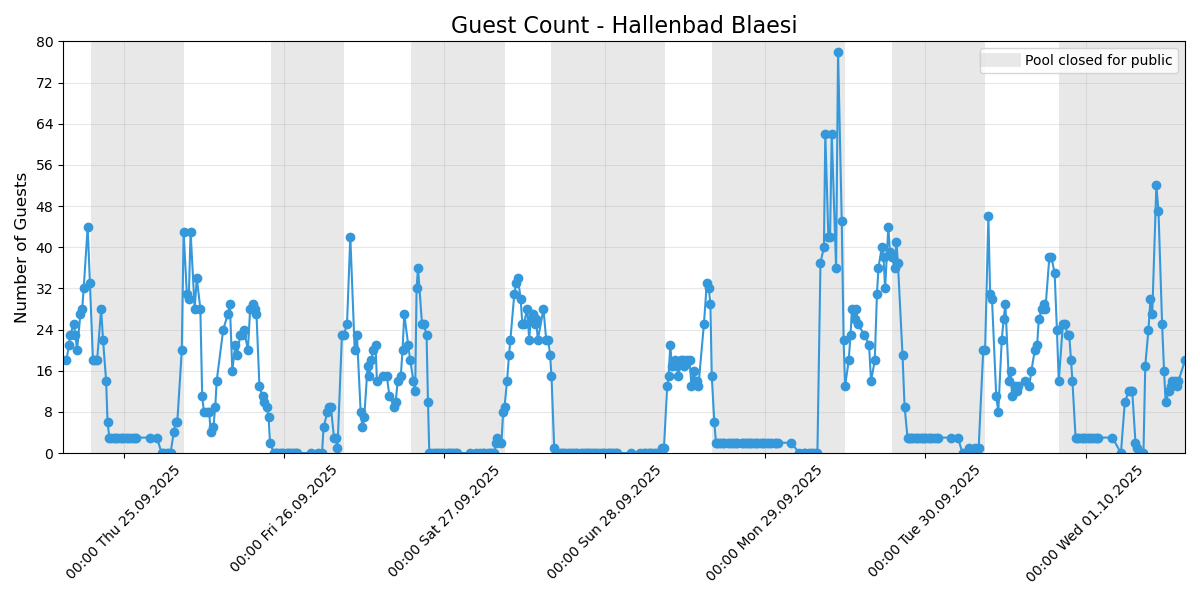 Guest Count - Hallenbad Blaesi
Number of Guests
80
72
64
56
48
40
32
24
16
8
0
Pool closed for public
00:00 Thu 25.09.2025
00:00 Fri 26.09.2025
00:00 Sat 27.09.2025
00:00 Sun 28.09.2025
00:00 Mon 29.09.2025
00:00 Tue 30.09.2025
00:00 Wed 01.10.2025